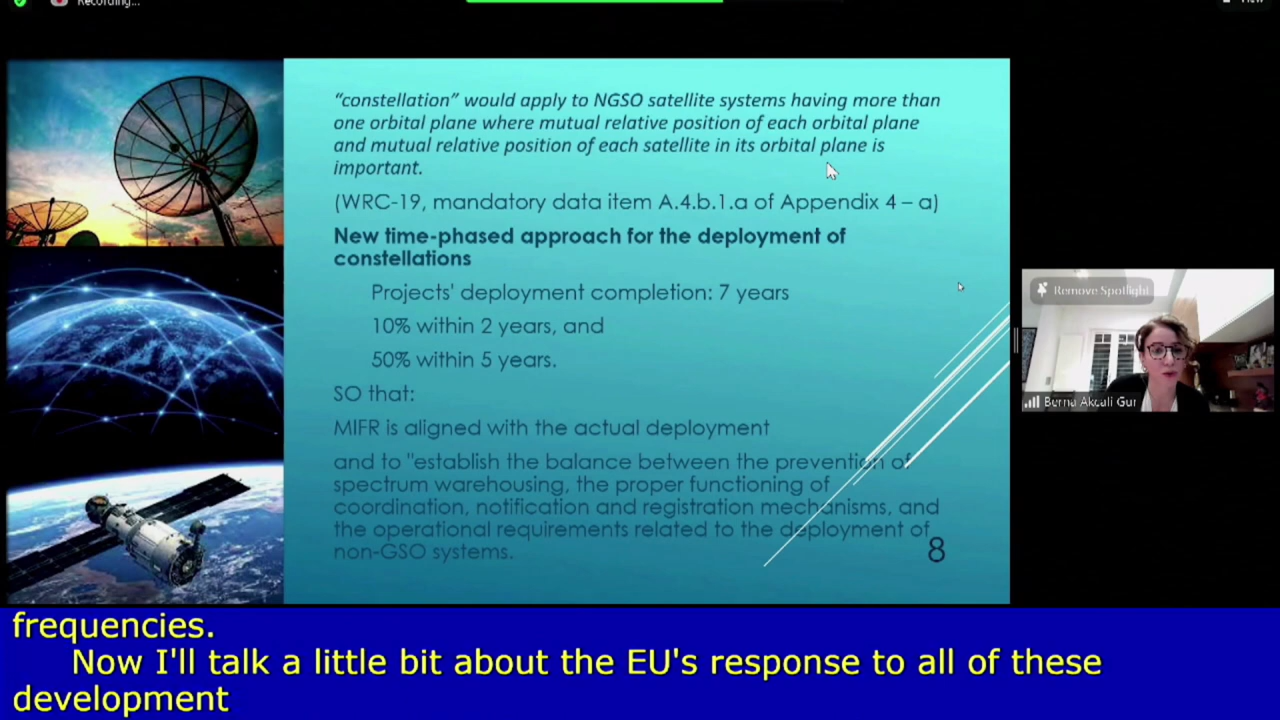 Recording...
View
“constellation” would apply to NGSO satellite systems having more than
one orbital plane where mutual relative position of each orbital plane
and mutual relative position of each satellite in its orbital plane is
important.
(WRC-19, mandatory data item A.4.b.1.a of Appendix 4 – a)
New time-phased approach for the deployment of
constellations
Projects' deployment completion: 7 years
10% within 2 years, and
50% within 5 years.
SO that:
MIFR is aligned with the actual deployment
and to "establish the balance between the prevention of
spectrum warehousing, the proper functioning of
coordination, notification and registration mechanisms, and
the operational requirements related to the deployment of
non-GSO systems.
8
Remove Spotlight
Berna Akcali Gur
frequencies.
Now I'll talk a little bit about the EU's response to all of these
development